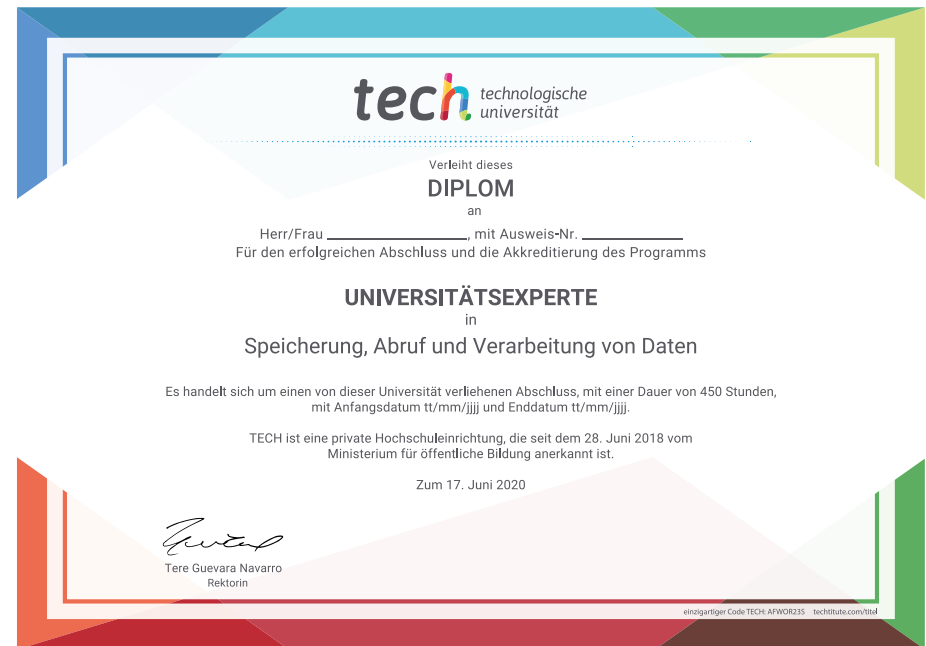 tech technologische
universität
Verleiht dieses
DIPLOM
an
Herr/Frau ____________________, mit Ausweis-Nr. ______________
Für den erfolgreichen Abschluss und die Akkreditierung des Programms
UNIVERSITÄTSEXPERTE
in
Speicherung, Abruf und Verarbeitung von Daten
Es handelt sich um einen von dieser Universität verliehenen Abschluss, mit einer Dauer von 450 Stunden,
mit Anfangsdatum tt/mm/jjjj und Enddatum tt/mm/jjjj.
TECH ist eine private Hochschuleinrichtung, die seit dem 28. Juni 2018 vom
Ministerium für öffentliche Bildung anerkannt ist.
Zum 17. Juni 2020
Tere Guevara Navarro
Rektorin
einzigartiger Code TECH: AFWOR23S techtitute.com/titel